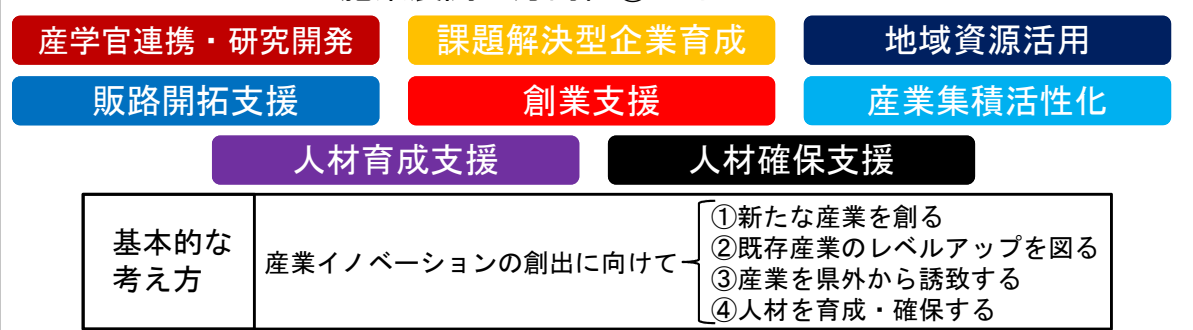 産学官連携・研究開発
課題解決型企業育成
地域資源活用
販路開拓支援
創業支援
産業集積活性化
人材育成支援
人材確保支援
基本的な
考え方
産業イノベーションの創出に向けて
①新たな産業を創る
②既存産業のレベルアップを図る
③産業を県外から誘致する
④人材を育成・確保する